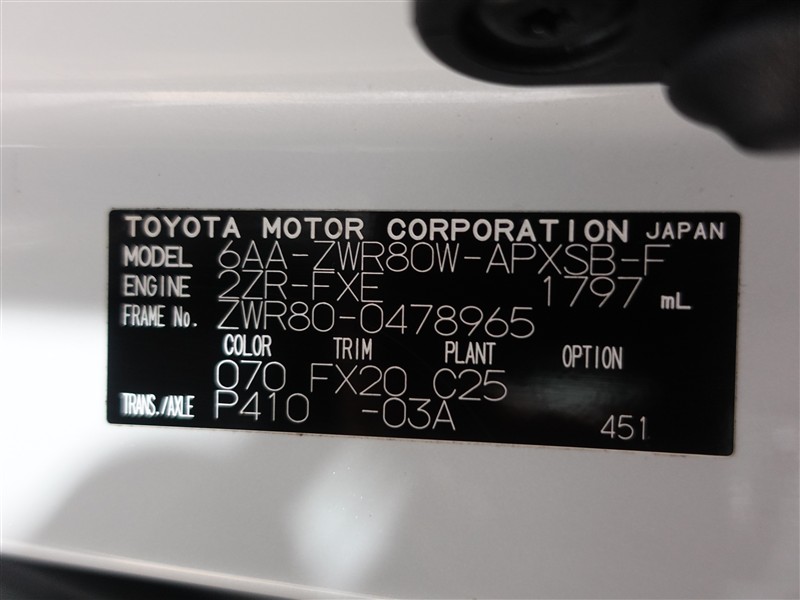 TOYOTA MOTOR CORPORATION JAPAN
MODEL 6AA-ZWR80W-APXSB-F
ENGINE 2ZR-FXE 1797 mL
FRAME No. ZWR80-0478965
COLOR TRIM PLANT OPTION
070 FX20 C25
TRANS./AXLE P410 -03A 451